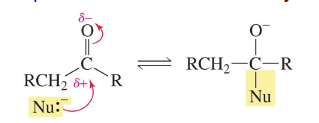 δ−
O
O−
C
RCH2 δ+ R
RCH2—C—R
Nu:−
Nu